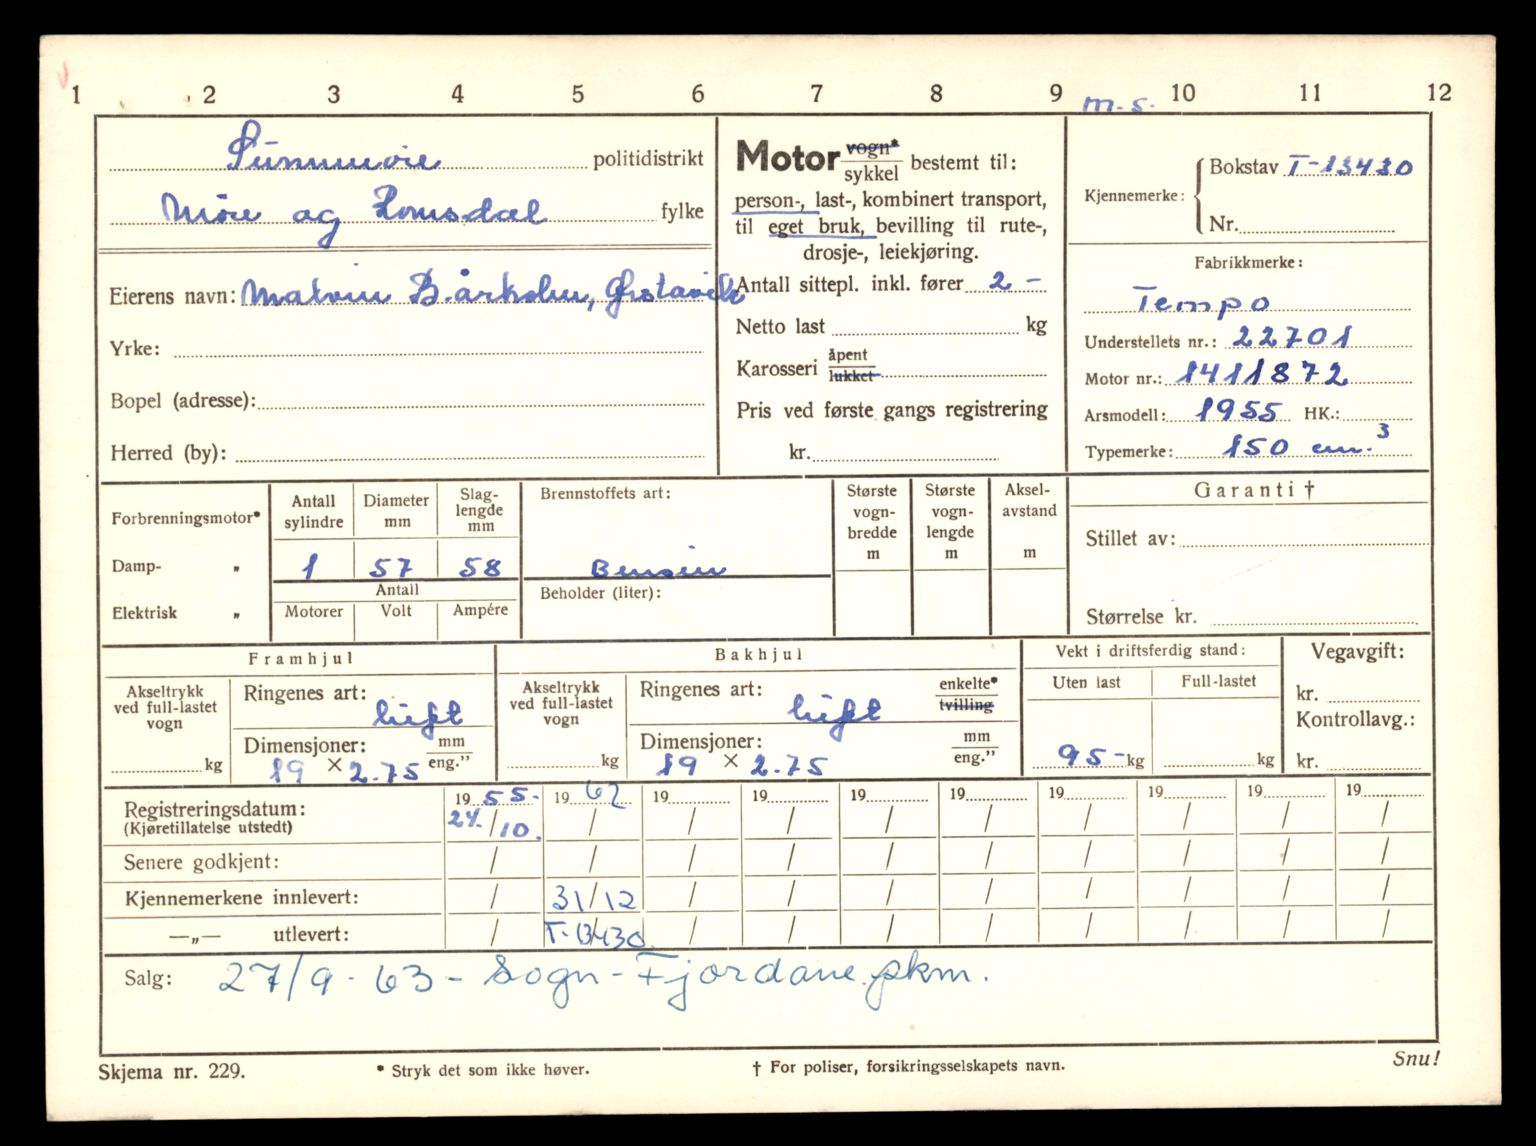 1 2 3 4 5 6 7 8 9 m.s. 10 11 12
Sunnmøre politidistrikt
Møre og Romsdal fylke
Eierens navn: Malvin Bårholm, Ørstavik
Yrke:
Bopel (adresse):
Herred (by):
Motor vogn* sykkel bestemt til:
person-, last-, kombinert transport,
til eget bruk, bevilling til rute-,
drosje-, leiekjøring.
Antall sittepl. inkl. fører 2 -
Netto last kg
Karosseri åpent lukket
Pris ved første gangs registrering
kr.
Kjennemerke: Bokstav T-13430
Nr.
Fabrikkmerke:
Tempo
Understellets nr.: 22701
Motor nr.: 1411872
Arsmodell: 1955 HK.:
Typemerke: 150 cm.³
Forbrenningsmotor*
Damp- "
Elektrisk "
Antall sylindre
Diameter mm
Slag-lengde mm
1 57 58
Antall
Motorer Volt Ampére
Brennstoffets art:
Bensin
Beholder (liter):
Største vogn-bredde m
Største vogn-lengde m
Aksel-avstand m
Garanti †
Stillet av:
Størrelse kr.
Framhjul
Akseltrykk ved full-lastet vogn
kg
Ringenes art: luft
Dimensjoner: mm eng."
19 × 2.75
Bakhjul
Akseltrykk ved full-lastet vogn
kg
Ringenes art: luft enkelte* tvilling
Dimensjoner: mm eng."
19 × 2.75
Vekt i driftsferdig stand:
Uten last Full-lastet
95- kg kg
Vegavgift:
kr.
Kontrollavg.:
kr.
Registreringsdatum: 1955- 1962 19 19 19 19 19 19 19 19
(Kjøretillatelse utstedt) 24./10. / / / / / / / / /
Senere godkjent: / / / / / / / / / /
Kjennemerkene innlevert: / 31/12 / / / / / / / /
—„— utlevert: / T-13430 / / / / / / / /
Salg: 27/9-63 - Sogn-Fjordane pkm.
Skjema nr. 229. * Stryk det som ikke høver. † For poliser, forsikringsselskapets navn. Snu!